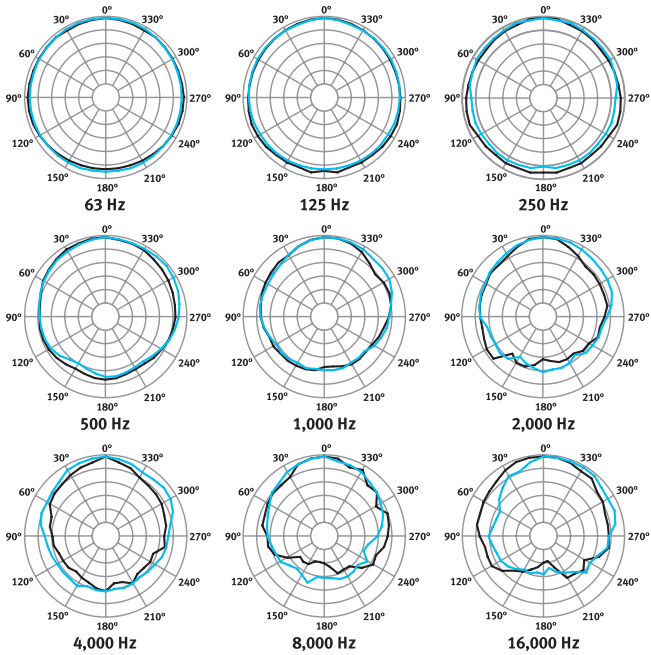 0° 0° 0°
30° 330° 30° 330° 30° 330°
60° 300° 60° 300° 60° 300°
90° 270° 90° 270° 90° 270°
120° 240° 120° 240° 120° 240°
150° 210° 150° 210° 150° 210°
180° 180° 180°
63 Hz 125 Hz 250 Hz
0° 0° 0°
30° 330° 30° 330° 30° 330°
60° 300° 60° 300° 60° 300°
90° 270° 90° 270° 90° 270°
120° 240° 120° 240° 120° 240°
150° 210° 150° 210° 150° 210°
180° 180° 180°
500 Hz 1,000 Hz 2,000 Hz
0° 0° 0°
30° 330° 30° 330° 30° 330°
60° 300° 60° 300° 60° 300°
90° 270° 90° 270° 90° 270°
120° 240° 120° 240° 120° 240°
150° 210° 150° 210° 150° 210°
180° 180° 180°
4,000 Hz 8,000 Hz 16,000 Hz